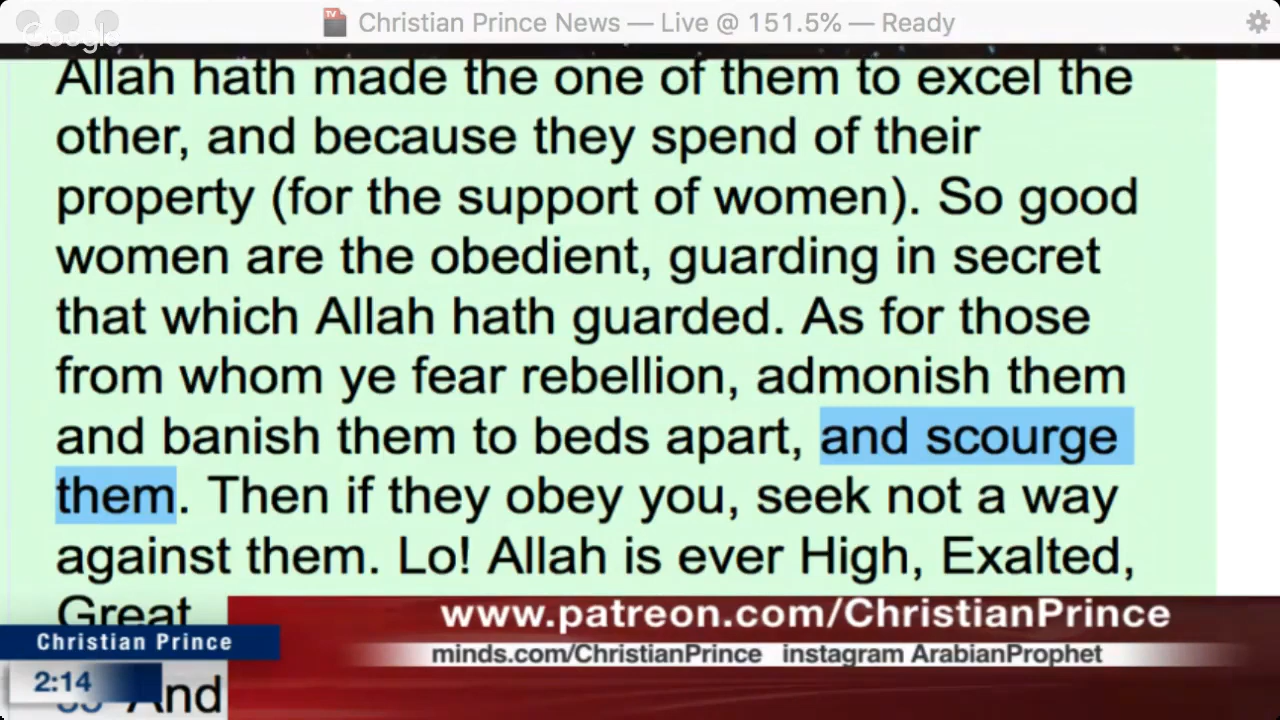 Christian Prince News — Live @ 151.5% — Ready
Google
Allah hath made the one of them to excel the
other, and because they spend of their
property (for the support of women). So good
women are the obedient, guarding in secret
that which Allah hath guarded. As for those
from whom ye fear rebellion, admonish them
and banish them to beds apart, and scourge
them. Then if they obey you, seek not a way
against them. Lo! Allah is ever High, Exalted,
Great
www.patreon.com/ChristianPrince
Christian Prince
minds.com/ChristianPrince instagram ArabianProphet
2:14
And